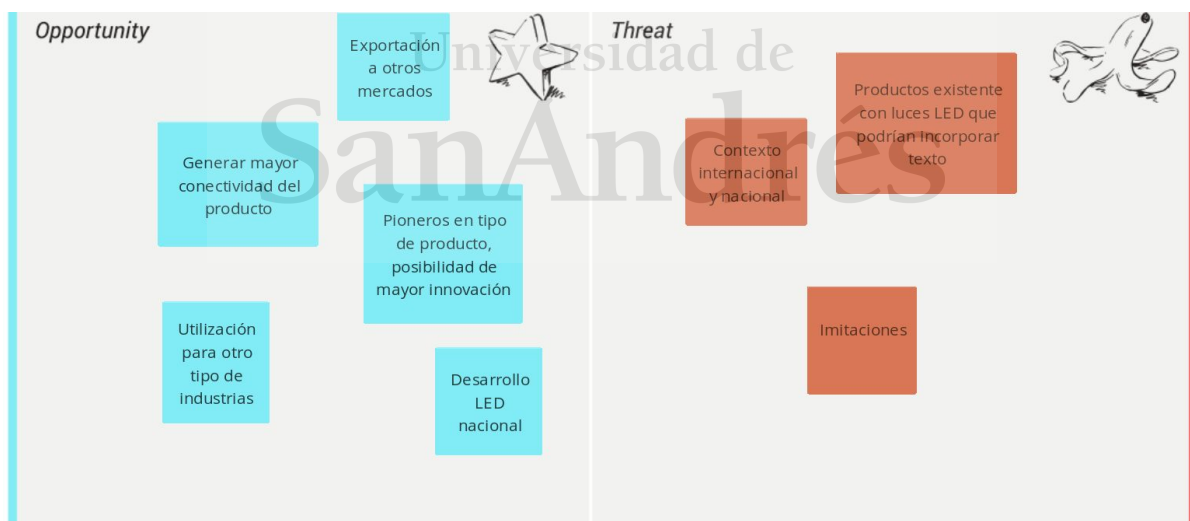 Opportunity
Exportación
a otros
mercados
Generar mayor
conectividad del
producto
Pioneros en tipo
de producto,
posibilidad de
mayor innovación
Utilización
para otro
tipo de
industrias
Desarrollo
LED
nacional
Threat
Productos existente
con luces LED que
podrían incorporar
texto
Contexto
internacional
y nacional
Imitaciones
Universidad de
SanAndrés